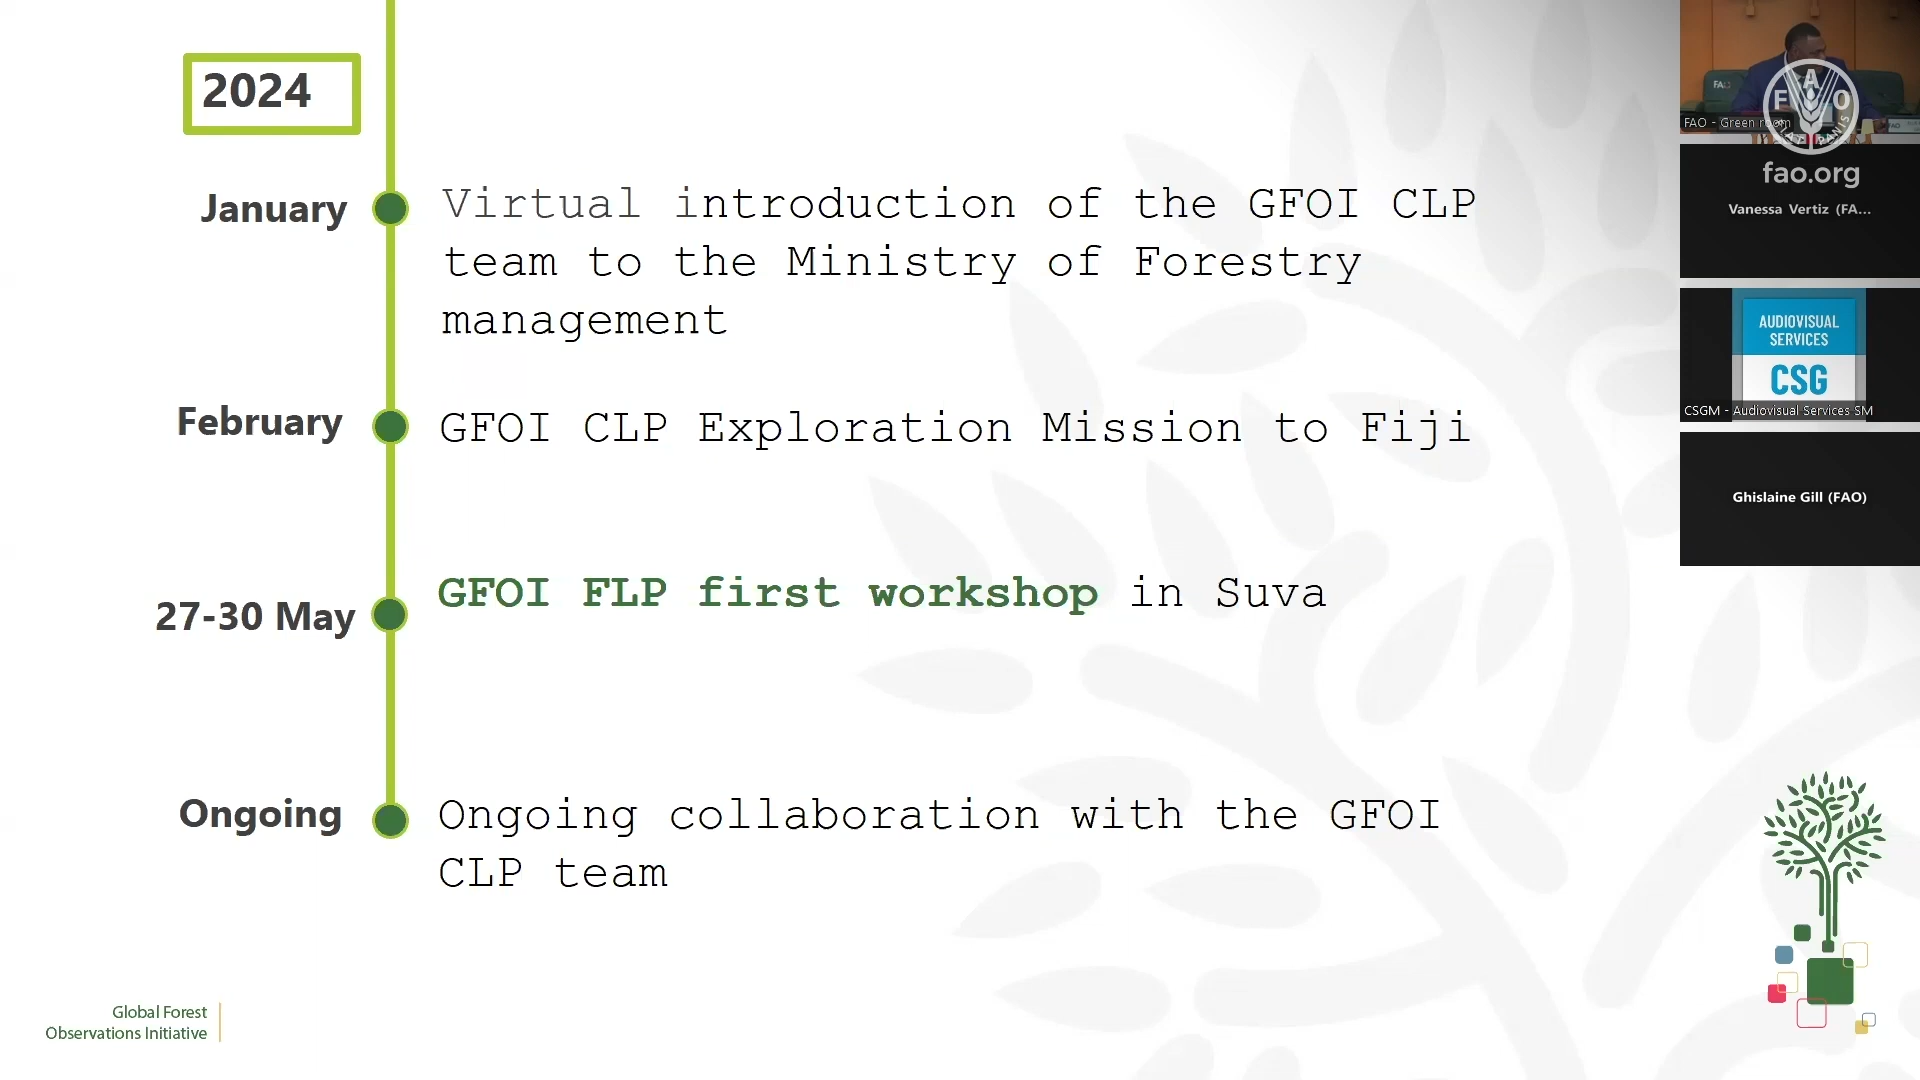 2024
January
Virtual introduction of the GFOI CLP
team to the Ministry of Forestry
management
February
GFOI CLP Exploration Mission to Fiji
27-30 May
GFOI FLP first workshop in Suva
Ongoing
Ongoing collaboration with the GFOI
CLP team
Global Forest
Observations Initiative
FAO - Green room
FAO
fao.org
Vanessa Vertiz (FA...
AUDIOVISUAL
SERVICES
CSG
CSGM - Audiovisual Services SM
Ghislaine Gill (FAO)